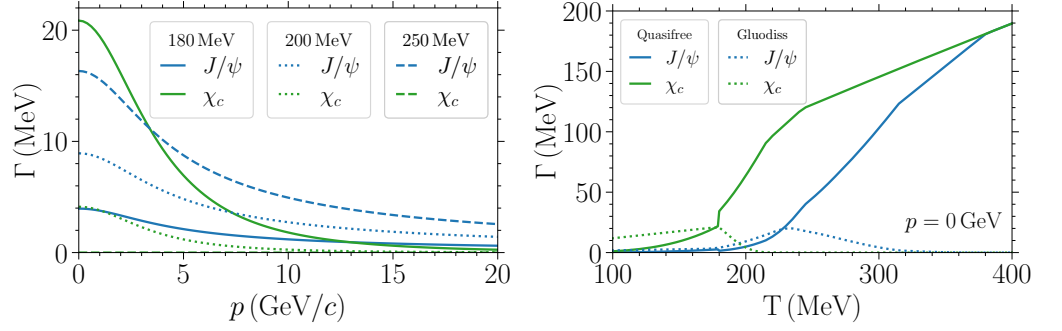 20
10
0
Γ (MeV)
180 MeV
J/ψ
χc
200 MeV
J/ψ
χc
250 MeV
J/ψ
χc
0 5 10 15 20
p (GeV/c)
200
150
100
50
0
Γ (MeV)
Quasifree
J/ψ
χc
Gluodiss
J/ψ
χc
p = 0 GeV
100 200 300 400
T (MeV)